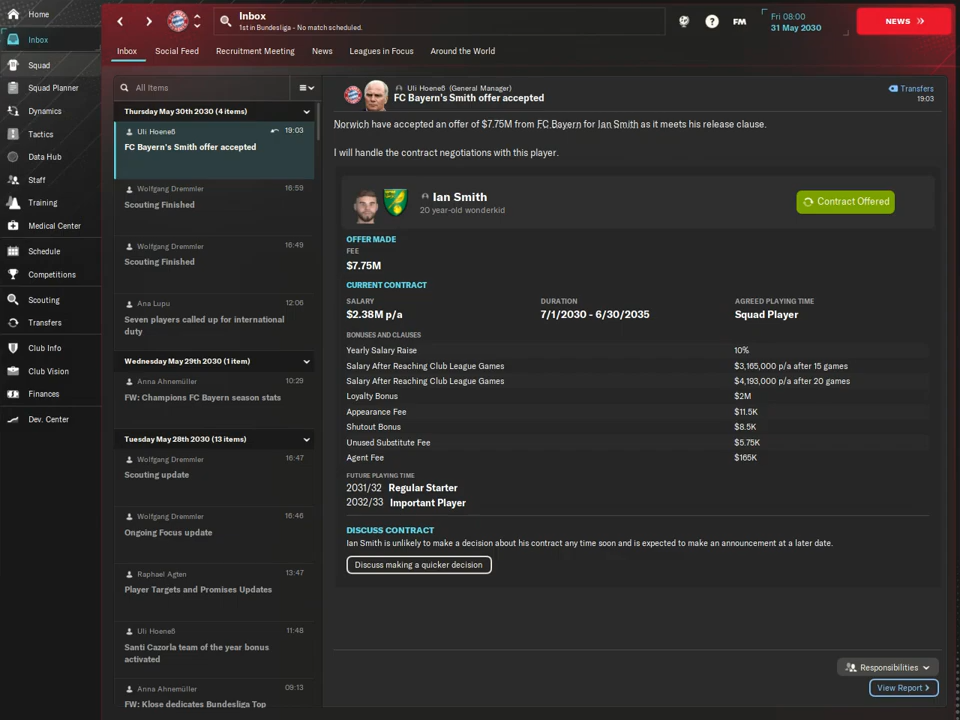 Home
Inbox
Squad
Squad Planner
Dynamics
Tactics
Data Hub
Staff
Training
Medical Center
Schedule
Competitions
Scouting
Transfers
Club Info
Club Vision
Finances
Dev. Center
Inbox
1st in Bundesliga - No match scheduled.
?
FM
Fri 08:00
31 May 2030
NEWS
Inbox
Social Feed
Recruitment Meeting
News
Leagues in Focus
Around the World
All Items
Thursday May 30th 2030 (4 items)
Uli Hoeneß 19:03
FC Bayern's Smith offer accepted
Wolfgang Dremmler 16:59
Scouting Finished
Wolfgang Dremmler 16:49
Scouting Finished
Ana Lupu 12:06
Seven players called up for international
duty
Wednesday May 29th 2030 (1 item)
Anna Ahnemüller 10:29
FW: Champions FC Bayern season stats
Tuesday May 28th 2030 (13 items)
Wolfgang Dremmler 16:47
Scouting update
Wolfgang Dremmler 16:46
Ongoing Focus update
Raphael Agten 13:47
Player Targets and Promises Updates
Uli Hoeneß 11:48
Santi Cazorla team of the year bonus
activated
Anna Ahnemüller 09:13
FW: Klose dedicates Bundesliga Top
Uli Hoeneß (General Manager)
FC Bayern's Smith offer accepted
Transfers
19:03
Norwich have accepted an offer of $7.75M from FC Bayern for Ian Smith as it meets his release clause.
I will handle the contract negotiations with this player.
Ian Smith
20 year-old wonderkid
Contract Offered
OFFER MADE
FEE
$7.75M
CURRENT CONTRACT
SALARY DURATION AGREED PLAYING TIME
$2.38M p/a 7/1/2030 - 6/30/2035 Squad Player
BONUSES AND CLAUSES
Yearly Salary Raise 10%
Salary After Reaching Club League Games $3,165,000 p/a after 15 games
Salary After Reaching Club League Games $4,193,000 p/a after 20 games
Loyalty Bonus $2M
Appearance Fee $11.5K
Shutout Bonus $8.5K
Unused Substitute Fee $5.75K
Agent Fee $165K
FUTURE PLAYING TIME
2031/32 Regular Starter
2032/33 Important Player
DISCUSS CONTRACT
Ian Smith is unlikely to make a decision about his contract any time soon and is expected to make an announcement at a later date.
Discuss making a quicker decision
Responsibilities
View Report